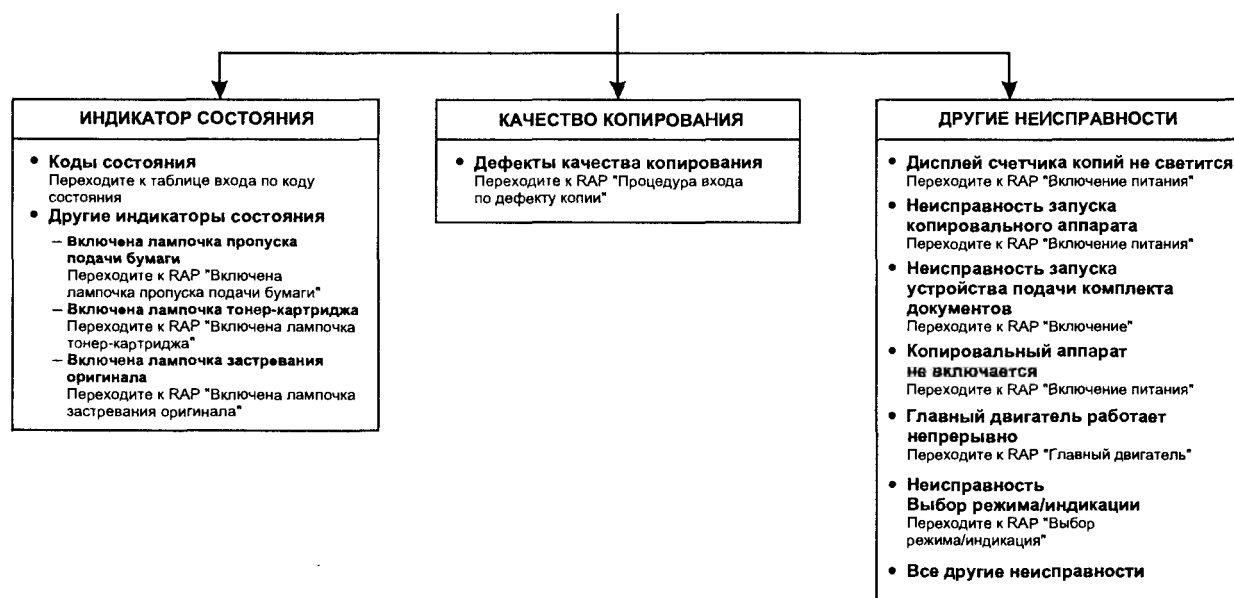 ИНДИКАТОР СОСТОЯНИЯ
• Коды состояния
Переходите к таблице входа по коду
состояния
• Другие индикаторы состояния
– Включена лампочка пропуска
подачи бумаги
Переходите к RAP "Включена
лампочка пропуска подачи бумаги"
– Включена лампочка тонер-картриджа
Переходите к RAP "Включена лампочка
тонер-картриджа"
– Включена лампочка застревания
оригинала
Переходите к RAP "Включена лампочка
застревания оригинала"
КАЧЕСТВО КОПИРОВАНИЯ
• Дефекты качества копирования
Переходите к RAP "Процедура входа
по дефекту копии"
ДРУГИЕ НЕИСПРАВНОСТИ
• Дисплей счетчика копий не светится
Переходите к RAP "Включение питания"
• Неисправность запуска
копировального аппарата
Переходите к RAP "Включение питания"
• Неисправность запуска
устройства подачи комплекта
документов
Переходите к RAP "Включение"
• Копировальный аппарат
не включается
Переходите к RAP "Включение питания"
• Главный двигатель работает
непрерывно
Переходите к RAP "Главный двигатель"
• Неисправность
Выбор режима/индикации
Переходите к RAP "Выбор
режима/индикация"
• Все другие неисправности